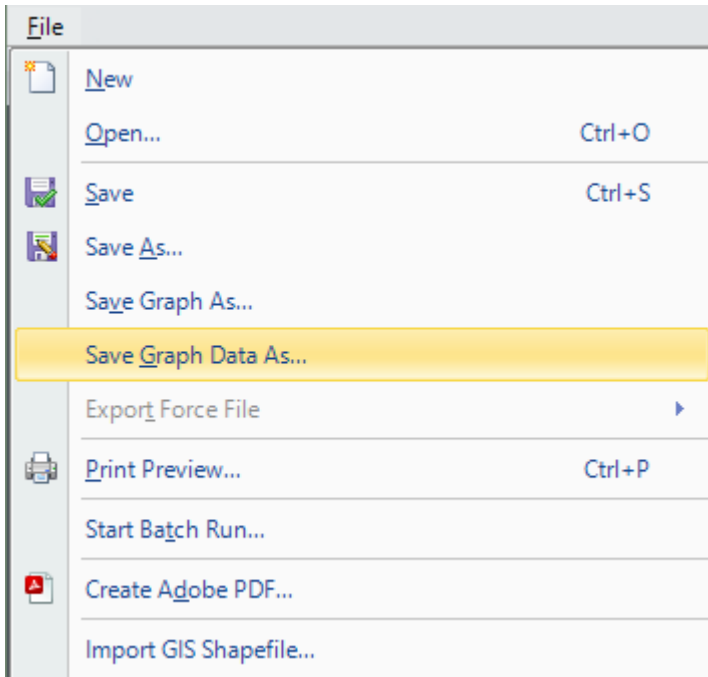 File
New
Open... Ctrl+O
Save Ctrl+S
Save As...
Save Graph As...
Save Graph Data As...
Export Force File
Print Preview... Ctrl+P
Start Batch Run...
Create Adobe PDF...
Import GIS Shapefile...